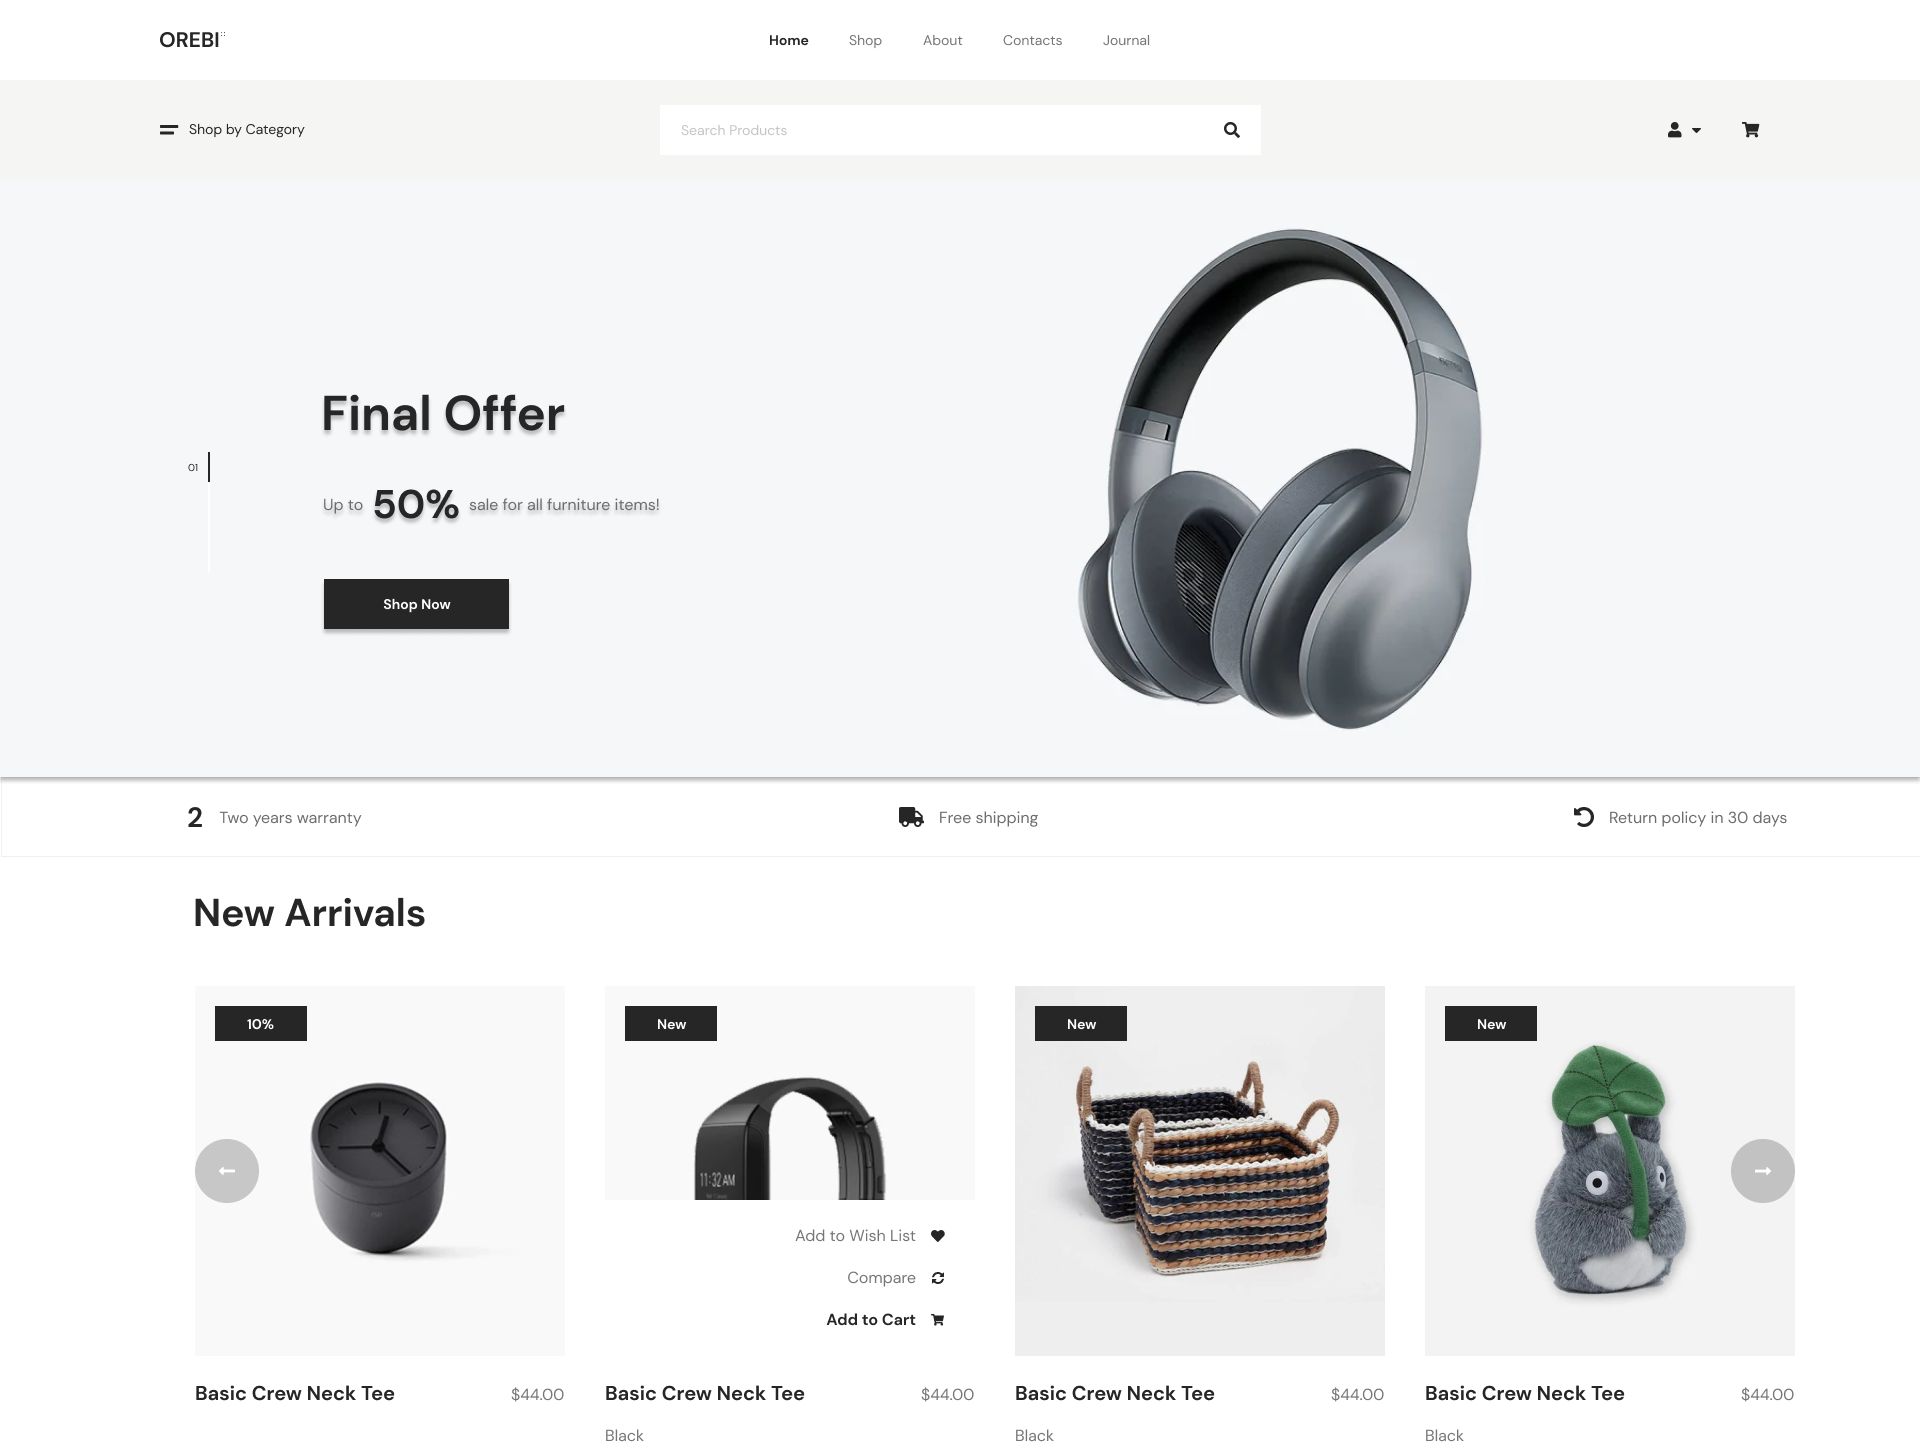 OREBI
Home Shop About Contacts Journal
Shop by Category
Search Products
Final Offer
01
Up to 50% sale for all furniture items!
Shop Now
2 Two years warranty
Free shipping
Return policy in 30 days
New Arrivals
10%
New
New
New
11:32 AM
Add to Wish List
Compare
Add to Cart
Basic Crew Neck Tee $44.00
Basic Crew Neck Tee $44.00
Basic Crew Neck Tee $44.00
Basic Crew Neck Tee $44.00
Black
Black
Black